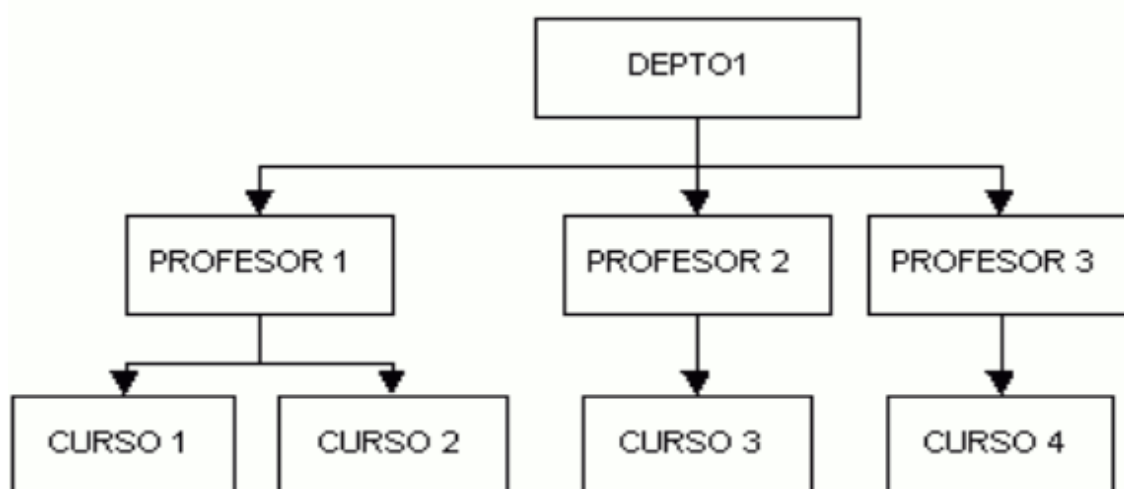 DEPTO1
PROFESOR 1
PROFESOR 2
PROFESOR 3
CURSO 1
CURSO 2
CURSO 3
CURSO 4